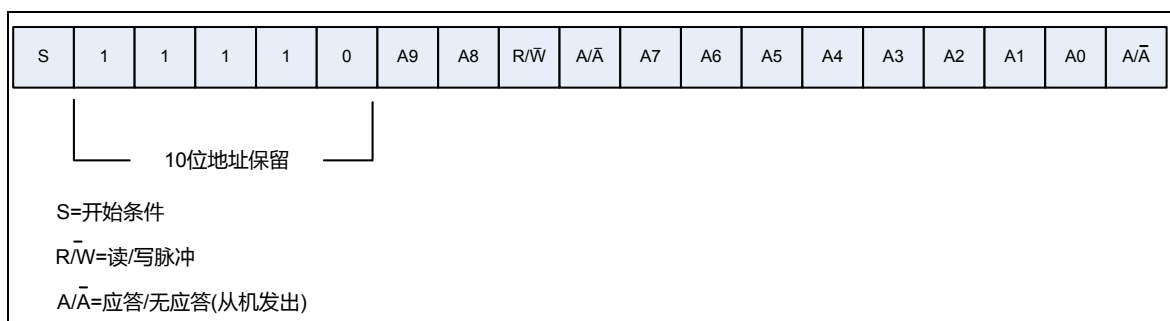 S 1 1 1 1 0 A9 A8 R/W̅ A/A̅ A7 A6 A5 A4 A3 A2 A1 A0 A/A̅
10位地址保留
S=开始条件
R/W̅=读/写脉冲
A/A̅=应答/无应答(从机发出)